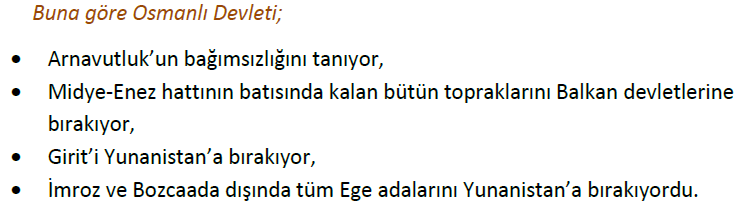 Buna göre Osmanlı Devleti;
• Arnavutluk’un bağımsızlığını tanıyor,
• Midye-Enez hattının batısında kalan bütün topraklarını Balkan devletlerine
bırakıyor,
• Girit’i Yunanistan’a bırakıyor,
• İmroz ve Bozcaada dışında tüm Ege adalarını Yunanistan’a bırakıyordu.